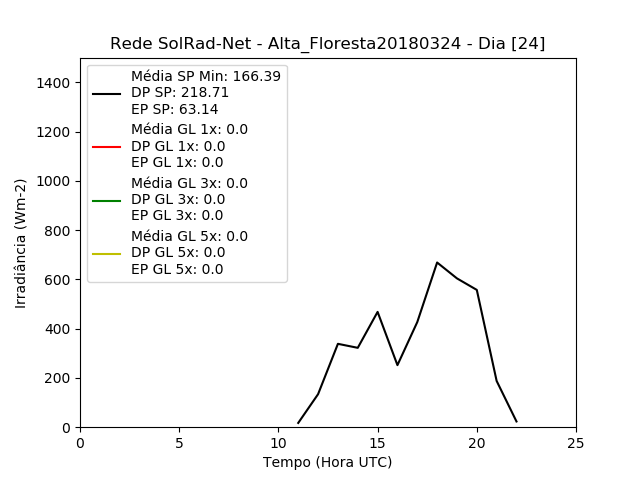 Rede SolRad-Net - Alta_Floresta20180324 - Dia [24]
Média SP Min: 166.39
DP SP: 218.71
EP SP: 63.14
Média GL 1x: 0.0
DP GL 1x: 0.0
EP GL 1x: 0.0
Média GL 3x: 0.0
DP GL 3x: 0.0
EP GL 3x: 0.0
Média GL 5x: 0.0
DP GL 5x: 0.0
EP GL 5x: 0.0
Irradiância (Wm-2)
1400
1200
1000
800
600
400
200
0
0 5 10 15 20 25
Tempo (Hora UTC)